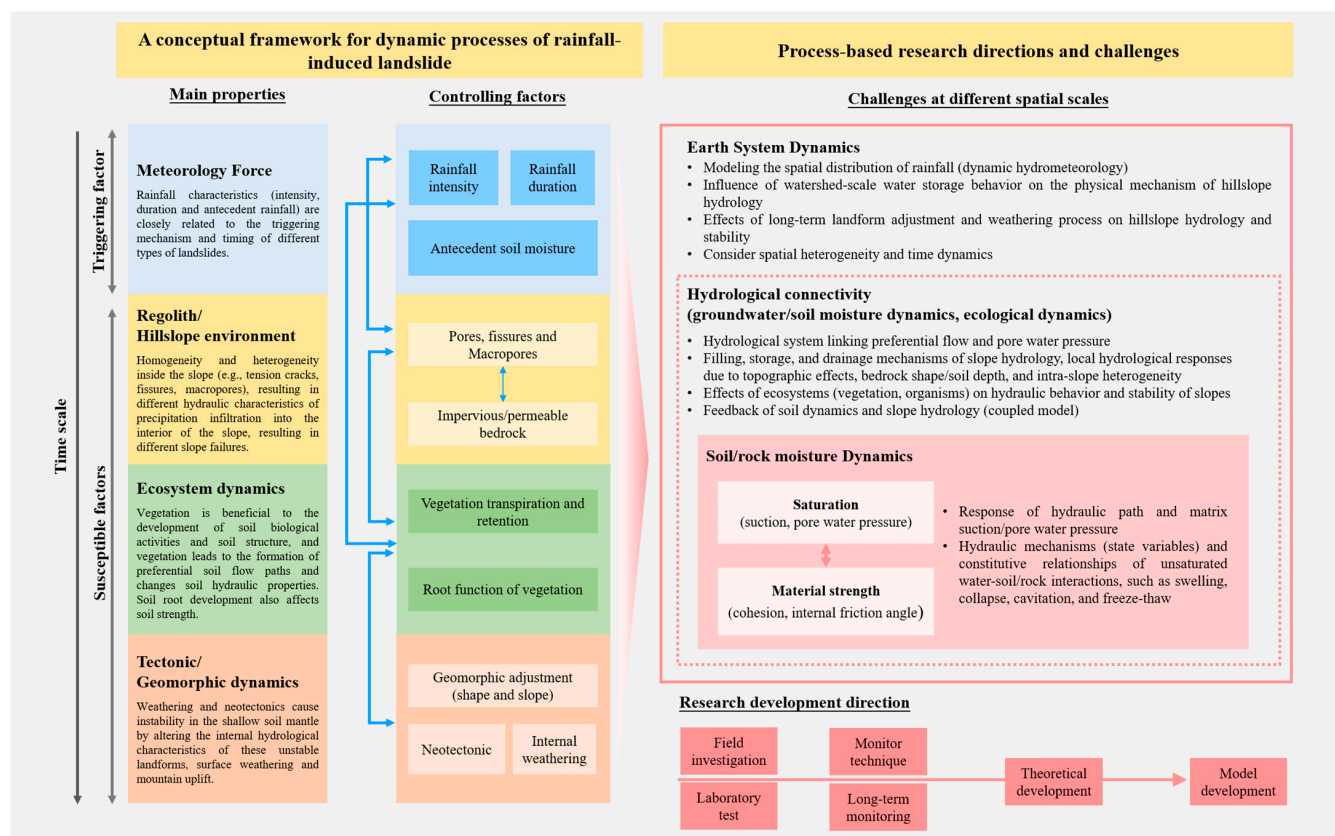 A conceptual framework for dynamic processes of rainfall-
induced landslide
Main properties
Controlling factors
Time scale
Triggering factor
Susceptible factors
Meteorology Force
Rainfall characteristics (intensity,
duration and antecedent rainfall) are
closely related to the triggering
mechanism and timing of different
types of landslides.
Rainfall
intensity
Rainfall
duration
Antecedent soil moisture
Regolith/
Hillslope environment
Homogeneity and heterogeneity
inside the slope (e.g., tension cracks,
fissures, macropores), resulting in
different hydraulic characteristics of
precipitation infiltration into the
interior of the slope, resulting in
different slope failures.
Pores, fissures and
Macropores
Impervious/permeable
bedrock
Ecosystem dynamics
Vegetation is beneficial to the
development of soil biological
activities and soil structure, and
vegetation leads to the formation of
preferential soil flow paths and
changes soil hydraulic properties.
Soil root development also affects
soil strength.
Vegetation transpiration and
retention
Root function of vegetation
Tectonic/
Geomorphic dynamics
Weathering and neotectonics cause
instability in the shallow soil mantle
by altering the internal hydrological
characteristics of these unstable
landforms, surface weathering and
mountain uplift.
Geomorphic adjustment
(shape and slope)
Neotectonic
Internal
weathering
Process-based research directions and challenges
Challenges at different spatial scales
Earth System Dynamics
• Modeling the spatial distribution of rainfall (dynamic hydrometeorology)
• Influence of watershed-scale water storage behavior on the physical mechanism of hillslope
hydrology
• Effects of long-term landform adjustment and weathering process on hillslope hydrology and
stability
• Consider spatial heterogeneity and time dynamics
Hydrological connectivity
(groundwater/soil moisture dynamics, ecological dynamics)
• Hydrological system linking preferential flow and pore water pressure
• Filling, storage, and drainage mechanisms of slope hydrology, local hydrological responses
due to topographic effects, bedrock shape/soil depth, and intra-slope heterogeneity
• Effects of ecosystems (vegetation, organisms) on hydraulic behavior and stability of slopes
• Feedback of soil dynamics and slope hydrology (coupled model)
Soil/rock moisture Dynamics
Saturation
(suction, pore water pressure)
Material strength
(cohesion, internal friction angle)
• Response of hydraulic path and matrix
suction/pore water pressure
• Hydraulic mechanisms (state variables) and
constitutive relationships of unsaturated
water-soil/rock interactions, such as swelling,
collapse, cavitation, and freeze-thaw
Research development direction
Field
investigation
Monitor
technique
Laboratory
test
Long-term
monitoring
Theoretical
development
Model
development